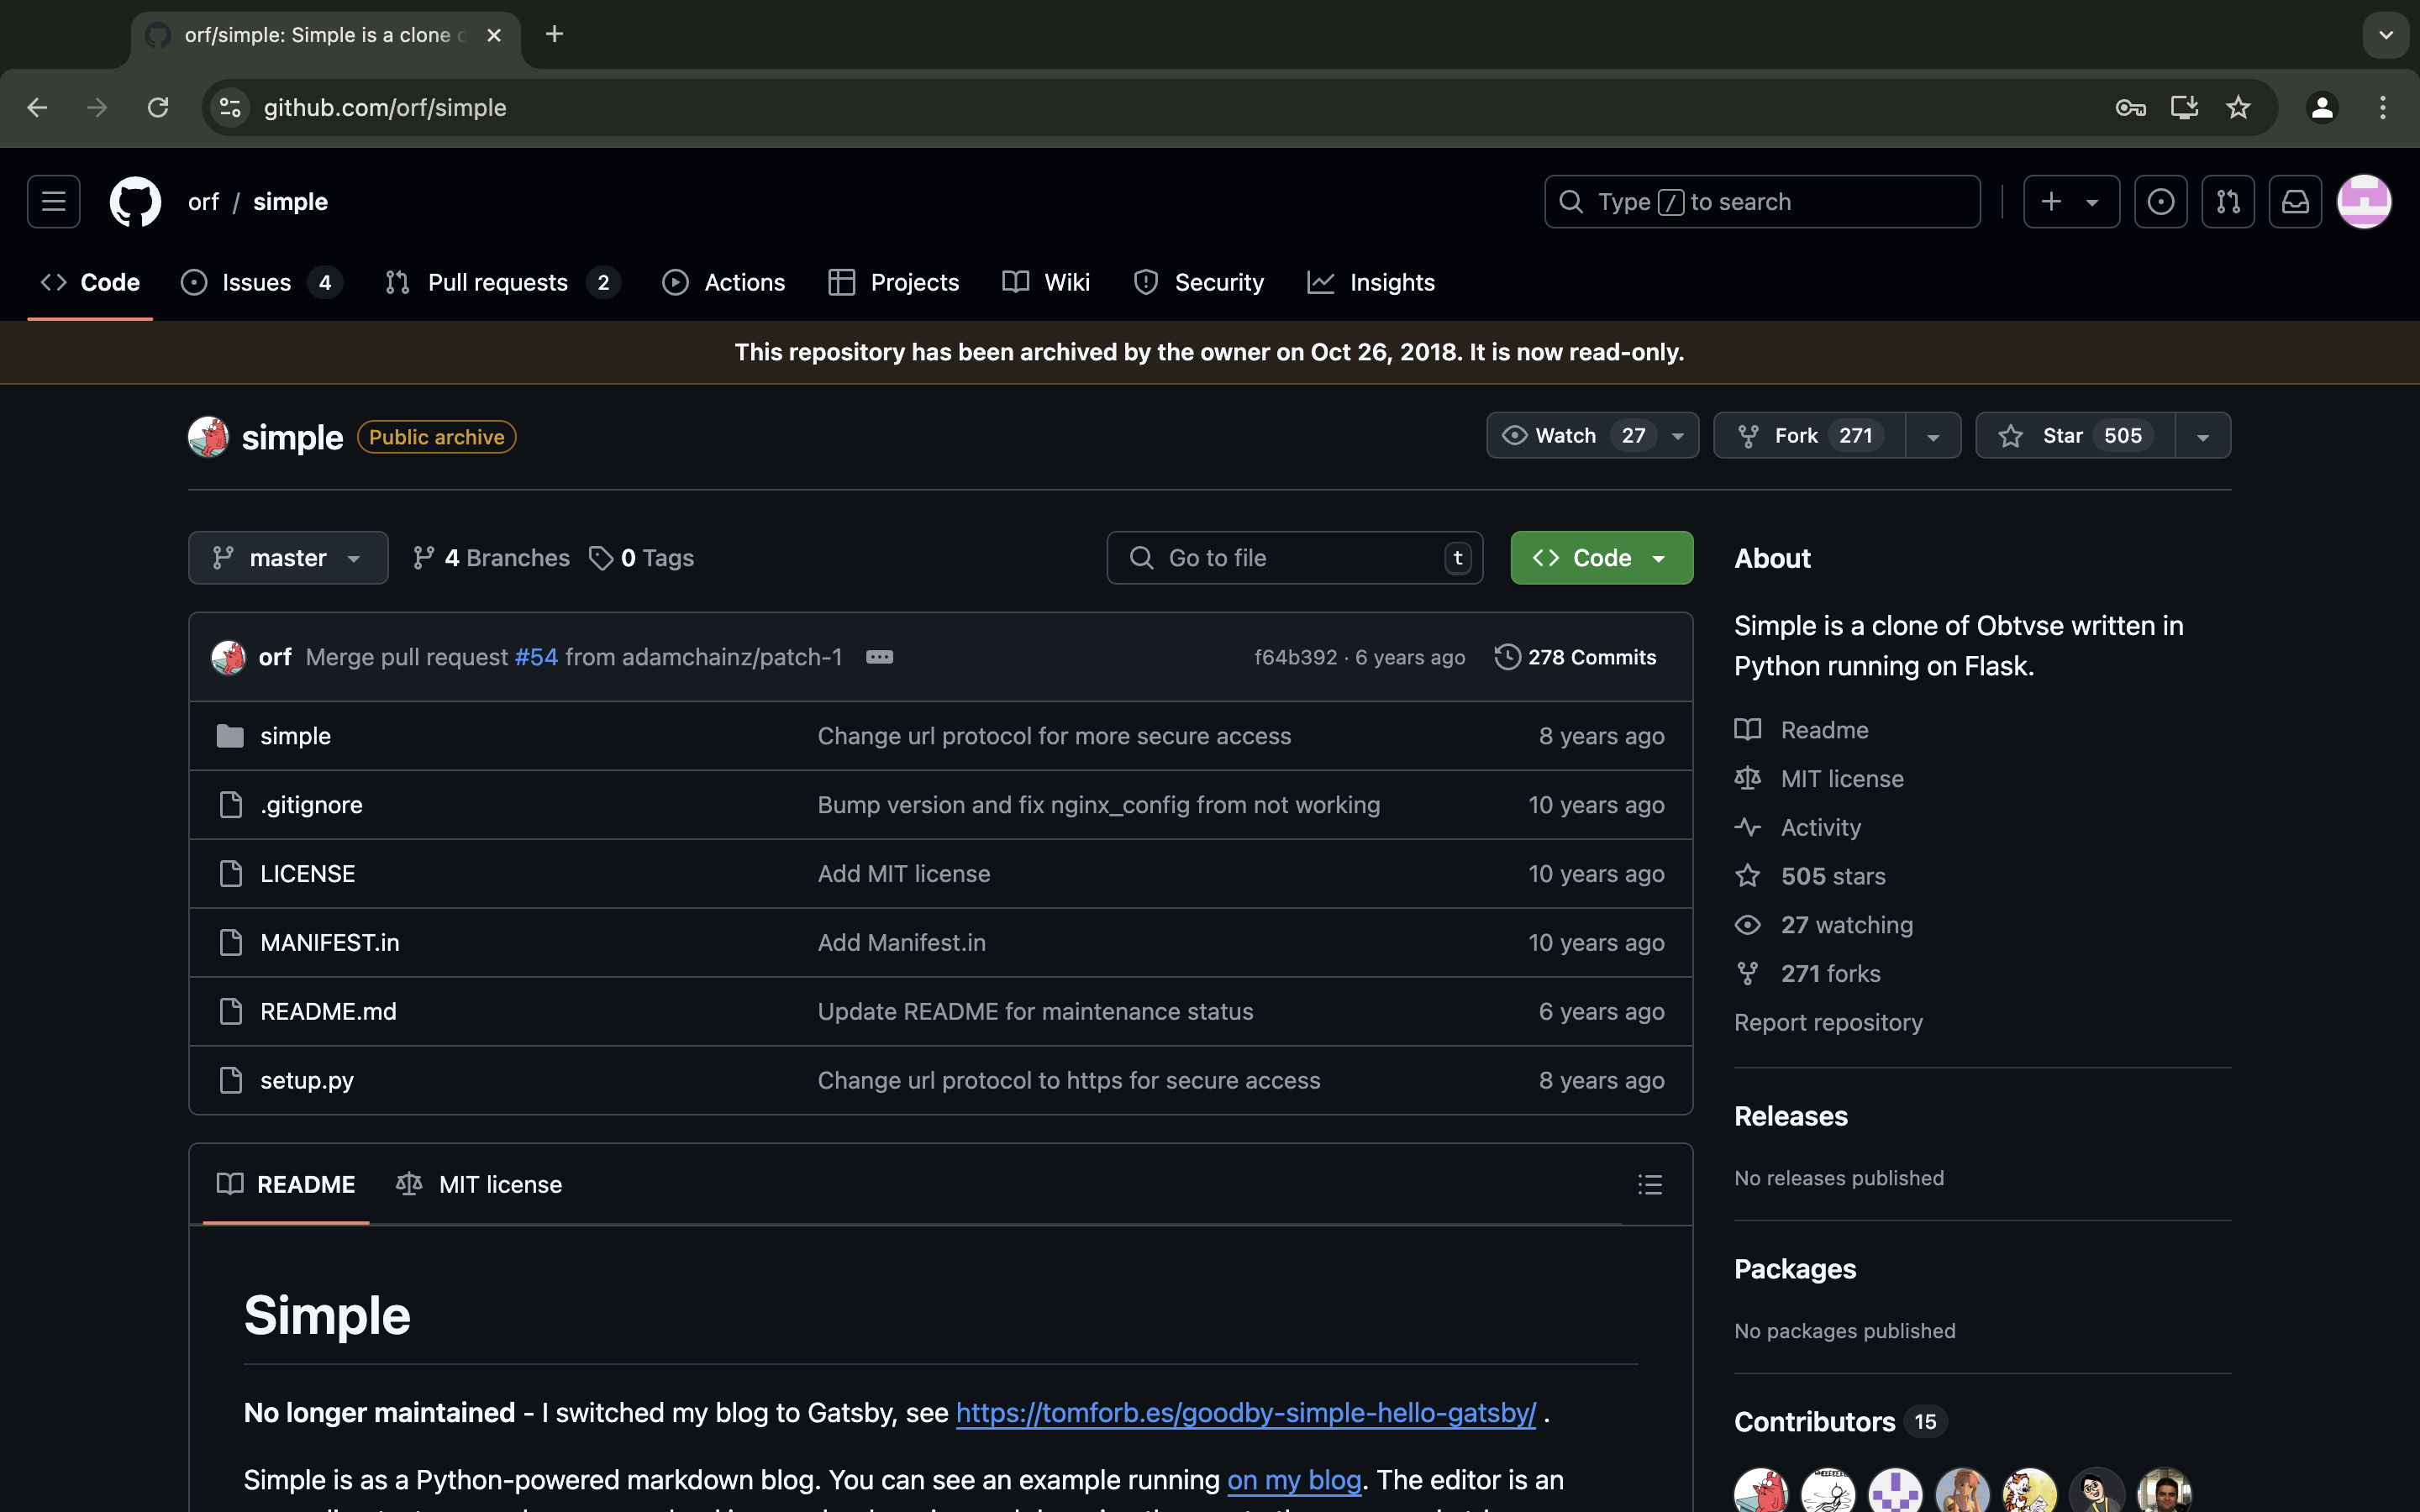 orf/simple: Simple is a clone
github.com/orf/simple
orf / simple
Type / to search
Code
Issues 4
Pull requests 2
Actions
Projects
Wiki
Security
Insights
This repository has been archived by the owner on Oct 26, 2018. It is now read-only.
simple Public archive
Watch 27
Fork 271
Star 505
master
4 Branches
0 Tags
Go to file t
Code
orf Merge pull request #54 from adamchainz/patch-1
f64b392 · 6 years ago
278 Commits
simple Change url protocol for more secure access 8 years ago
.gitignore Bump version and fix nginx_config from not working 10 years ago
LICENSE Add MIT license 10 years ago
MANIFEST.in Add Manifest.in 10 years ago
README.md Update README for maintenance status 6 years ago
setup.py Change url protocol to https for secure access 8 years ago
README
MIT license
Simple
No longer maintained - I switched my blog to Gatsby, see https://tomforb.es/goodby-simple-hello-gatsby/ .
Simple is as a Python-powered markdown blog. You can see an example running on my blog. The editor is an
About
Simple is a clone of Obtvse written in
Python running on Flask.
Readme
MIT license
Activity
505 stars
27 watching
271 forks
Report repository
Releases
No releases published
Packages
No packages published
Contributors 15